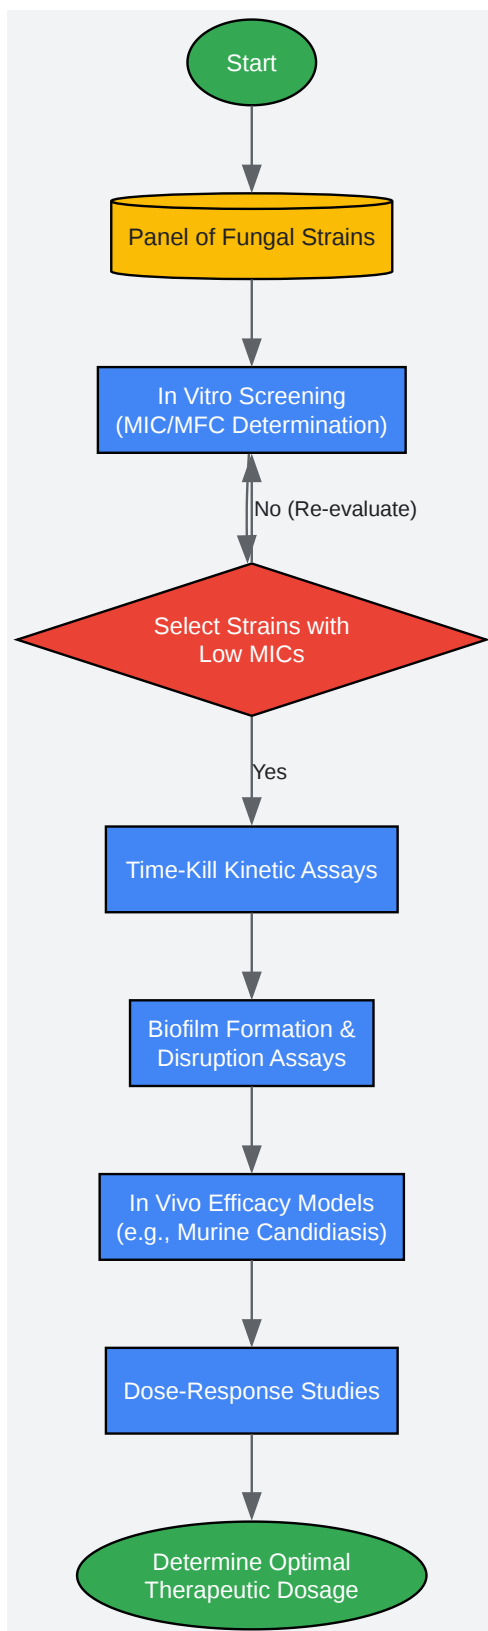 Start
Panel of Fungal Strains
In Vitro Screening
(MIC/MFC Determination)
No (Re-evaluate)
Select Strains with
Low MICs
Yes
Time-Kill Kinetic Assays
Biofilm Formation &
Disruption Assays
In Vivo Efficacy Models
(e.g., Murine Candidiasis)
Dose-Response Studies
Determine Optimal
Therapeutic Dosage